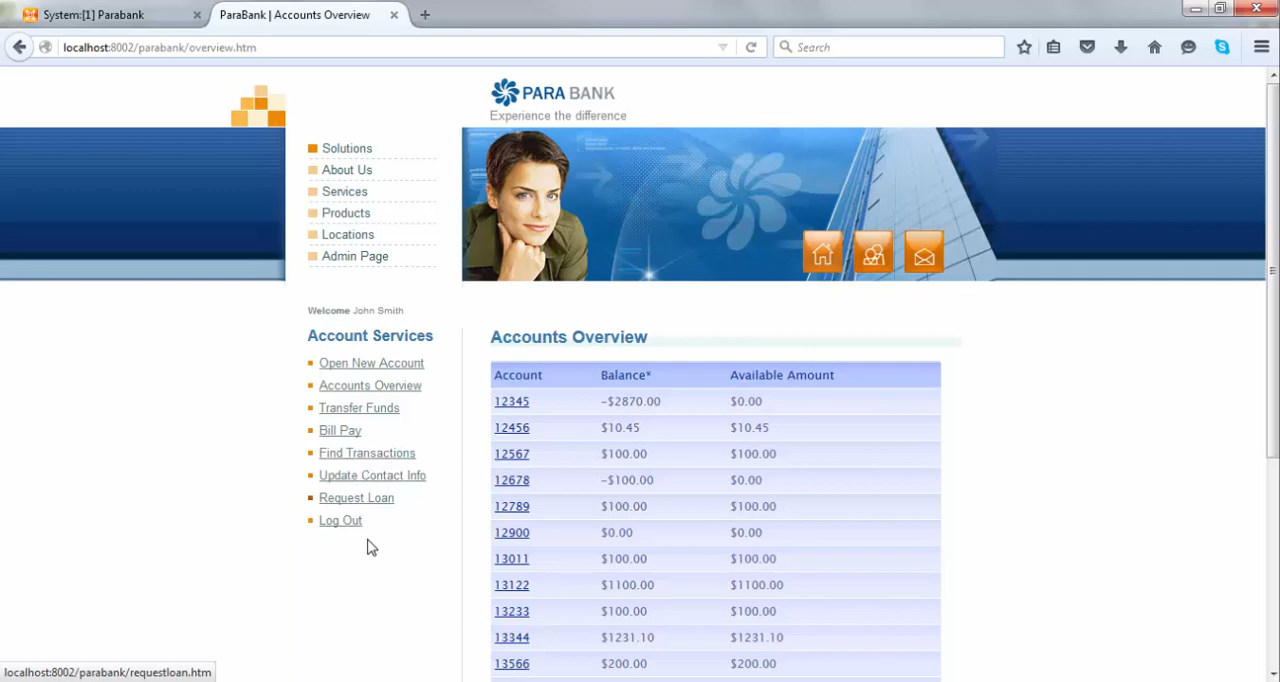 System:[1] Parabank
ParaBank | Accounts Overview
localhost:8002/parabank/overview.htm
Search
PARA BANK
Experience the difference
Solutions
About Us
Services
Products
Locations
Admin Page
Welcome John Smith
Account Services
Open New Account
Accounts Overview
Transfer Funds
Bill Pay
Find Transactions
Update Contact Info
Request Loan
Log Out
Accounts Overview
Account Balance* Available Amount
12345 -$2870.00 $0.00
12456 $10.45 $10.45
12567 $100.00 $100.00
12678 -$100.00 $0.00
12789 $100.00 $100.00
12900 $0.00 $0.00
13011 $100.00 $100.00
13122 $1100.00 $1100.00
13233 $100.00 $100.00
13344 $1231.10 $1231.10
13566 $200.00 $200.00
localhost:8002/parabank/requestloan.htm